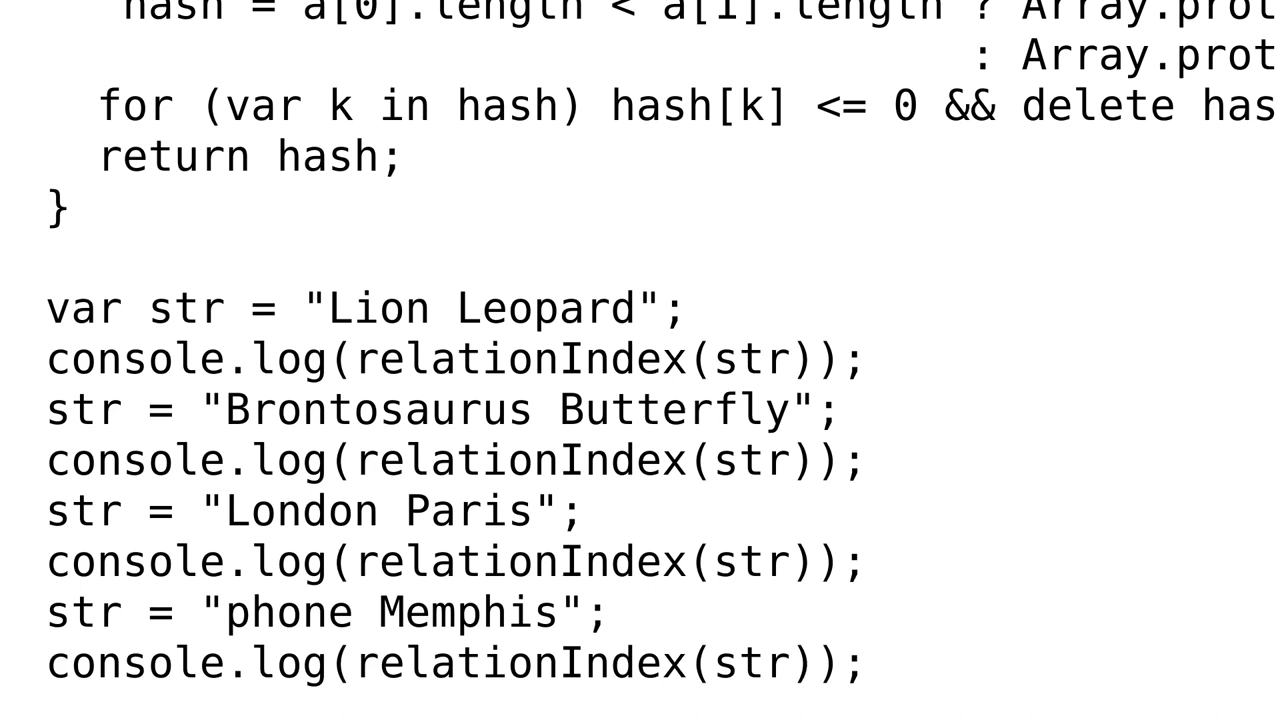 hash = a[0].length < a[1].length ? Array.prot
: Array.prot
for (var k in hash) hash[k] <= 0 && delete has
return hash;
}
var str = "Lion Leopard";
console.log(relationIndex(str));
str = "Brontosaurus Butterfly";
console.log(relationIndex(str));
str = "London Paris";
console.log(relationIndex(str));
str = "phone Memphis";
console.log(relationIndex(str));